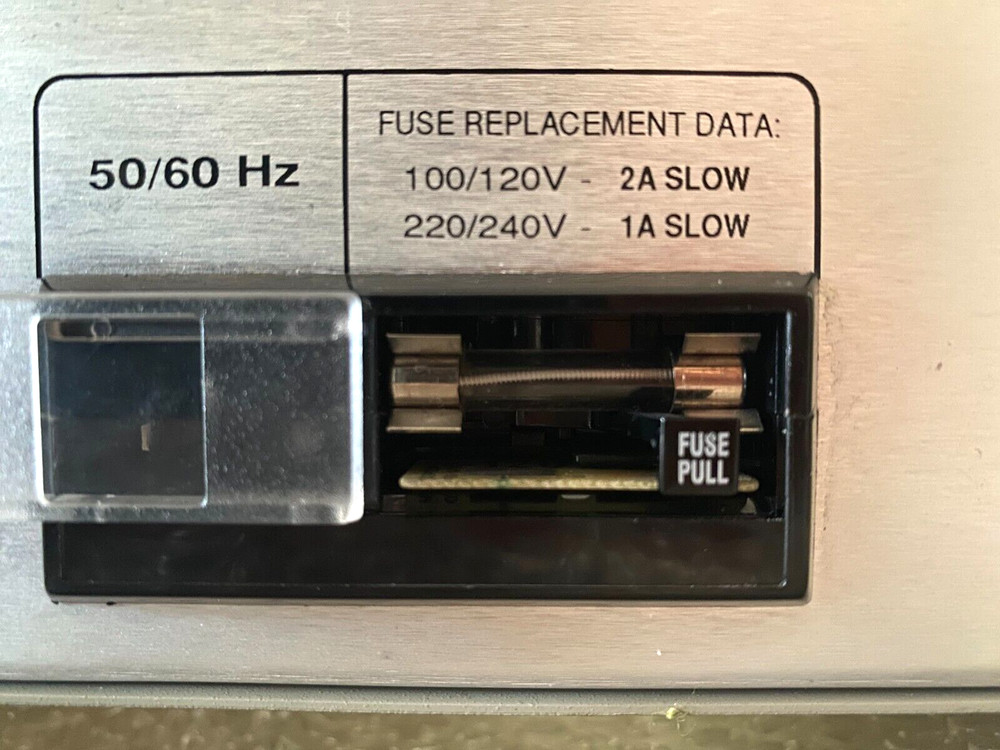 50/60 Hz
FUSE REPLACEMENT DATA:
100/120V - 2A SLOW
220/240V - 1A SLOW
FUSE
PULL